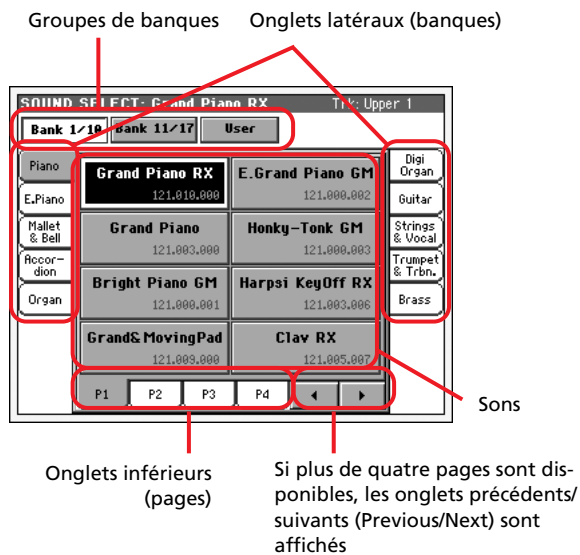 Groupes de banques
Onglets latéraux (banques)
SOUND SELECT: Grand Piano RX
Trk: Upper 1
Bank 1/10
Bank 11/17
User
Piano
E.Piano
Mallet
& Bell
Accor-
dion
Organ
Grand Piano RX
121.010.000
E.Grand Piano GM
121.000.002
Grand Piano
121.003.000
Honky-Tonk GM
121.000.003
Bright Piano GM
121.000.001
Harpsi KeyOff RX
121.003.006
Grand&MovingPad
121.009.000
Clav RX
121.005.007
Digi
Organ
Guitar
Strings
& Vocal
Trumpet
& Trbn.
Brass
P1
P2
P3
P4
Sons
Onglets inférieurs
(pages)
Si plus de quatre pages sont dis-
ponibles, les onglets précédents/
suivants (Previous/Next) sont
affichés